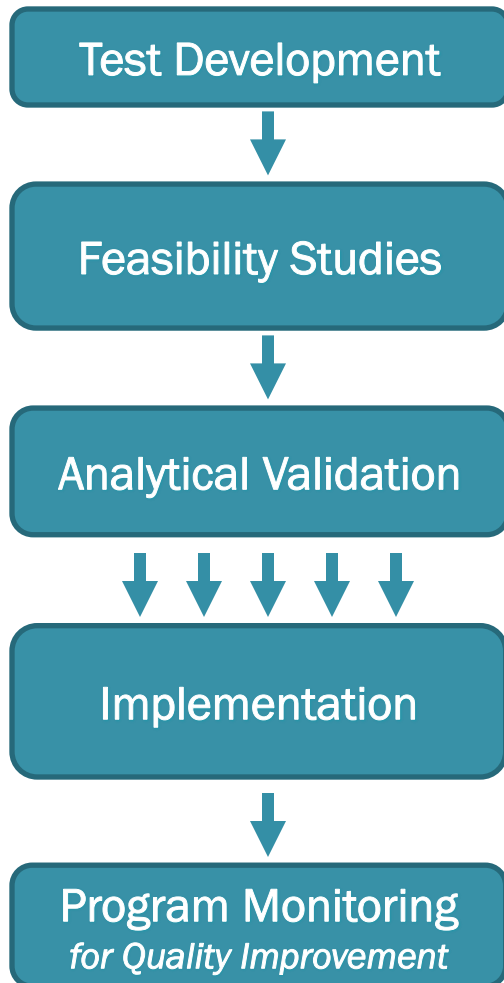 Test Development
Feasibility Studies
Analytical Validation
Implementation
Program Monitoring
for Quality Improvement